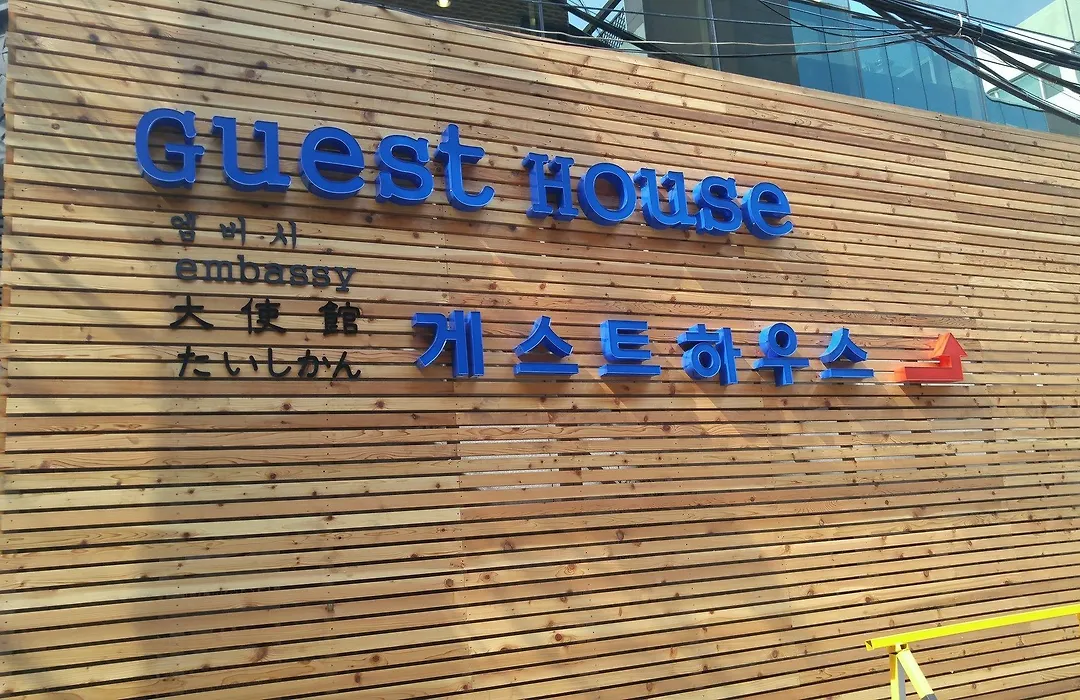 Guest House
엠버시
embassy
大使館
たいしかん
게스트하우스